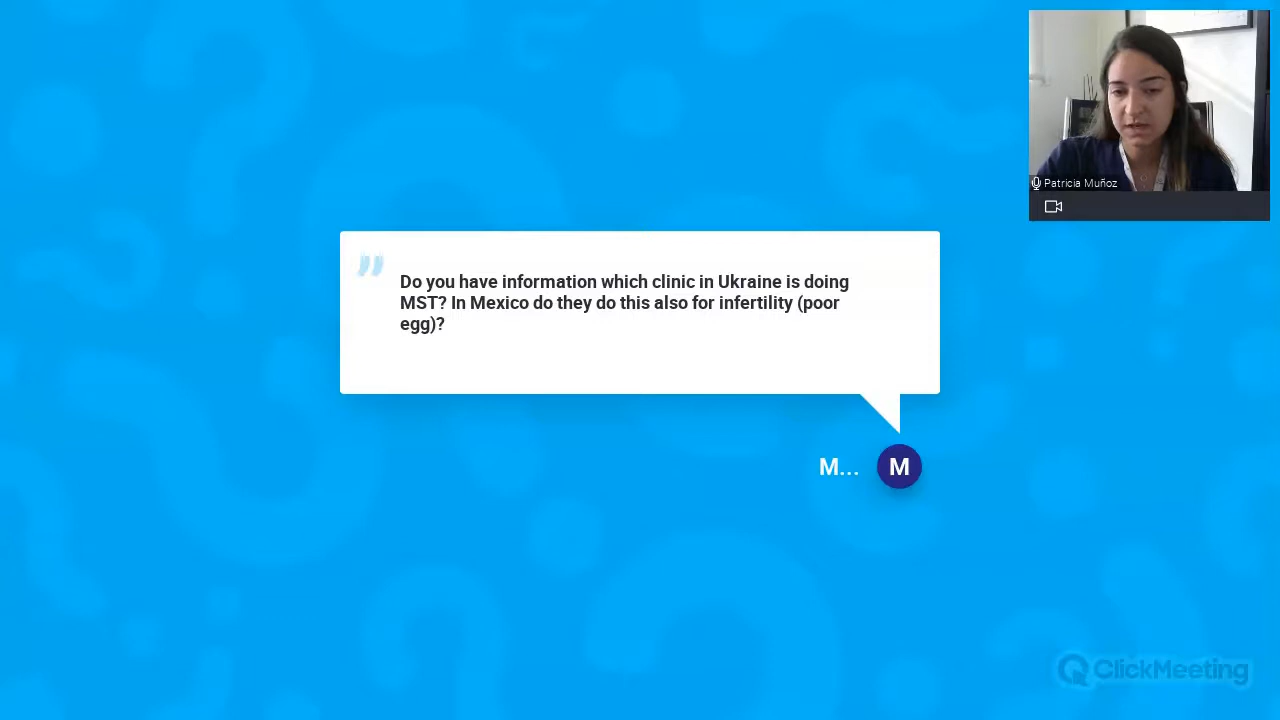 Patricia Muñoz
" Do you have information which clinic in Ukraine is doing
MST? In Mexico do they do this also for infertility (poor
egg)?
M... M
ClickMeeting